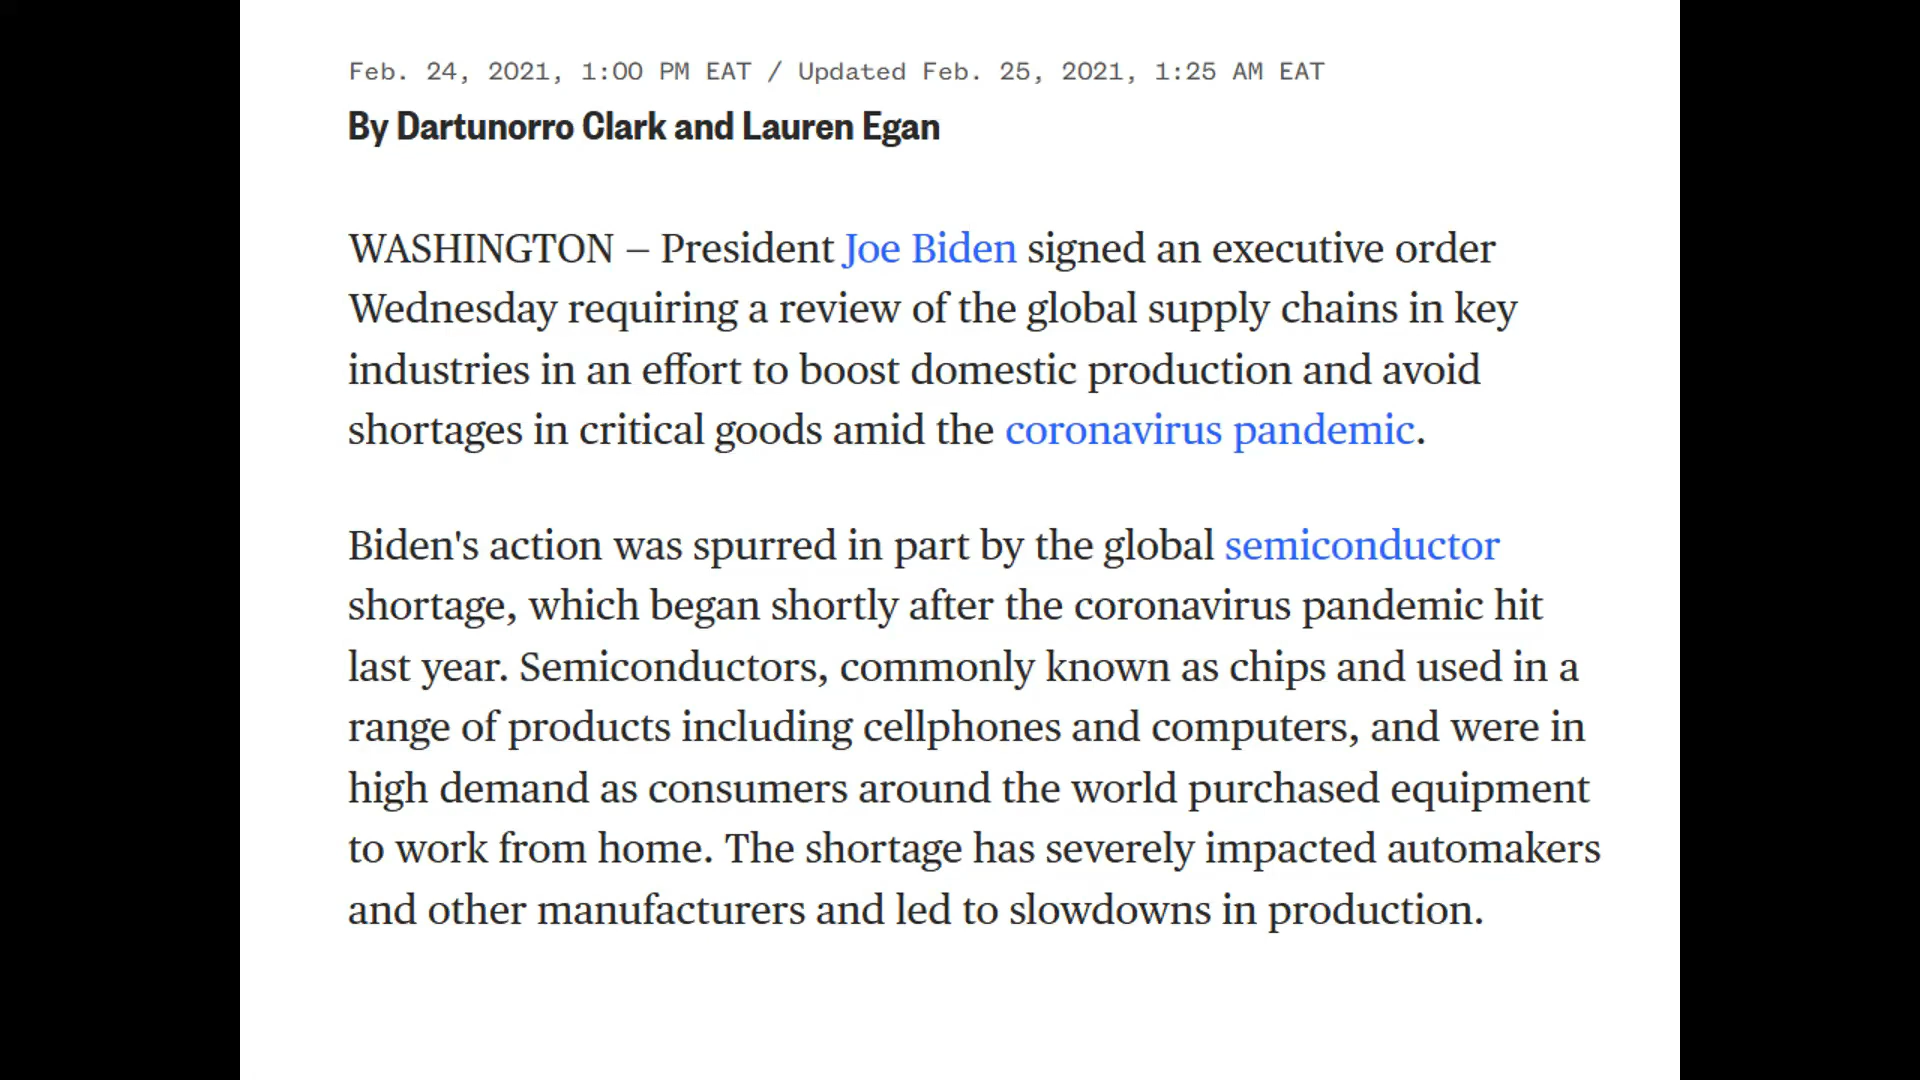 Feb. 24, 2021, 1:00 PM EAT / Updated Feb. 25, 2021, 1:25 AM EAT
By Dartunorro Clark and Lauren Egan
WASHINGTON — President Joe Biden signed an executive order
Wednesday requiring a review of the global supply chains in key
industries in an effort to boost domestic production and avoid
shortages in critical goods amid the coronavirus pandemic.
Biden's action was spurred in part by the global semiconductor
shortage, which began shortly after the coronavirus pandemic hit
last year. Semiconductors, commonly known as chips and used in a
range of products including cellphones and computers, and were in
high demand as consumers around the world purchased equipment
to work from home. The shortage has severely impacted automakers
and other manufacturers and led to slowdowns in production.